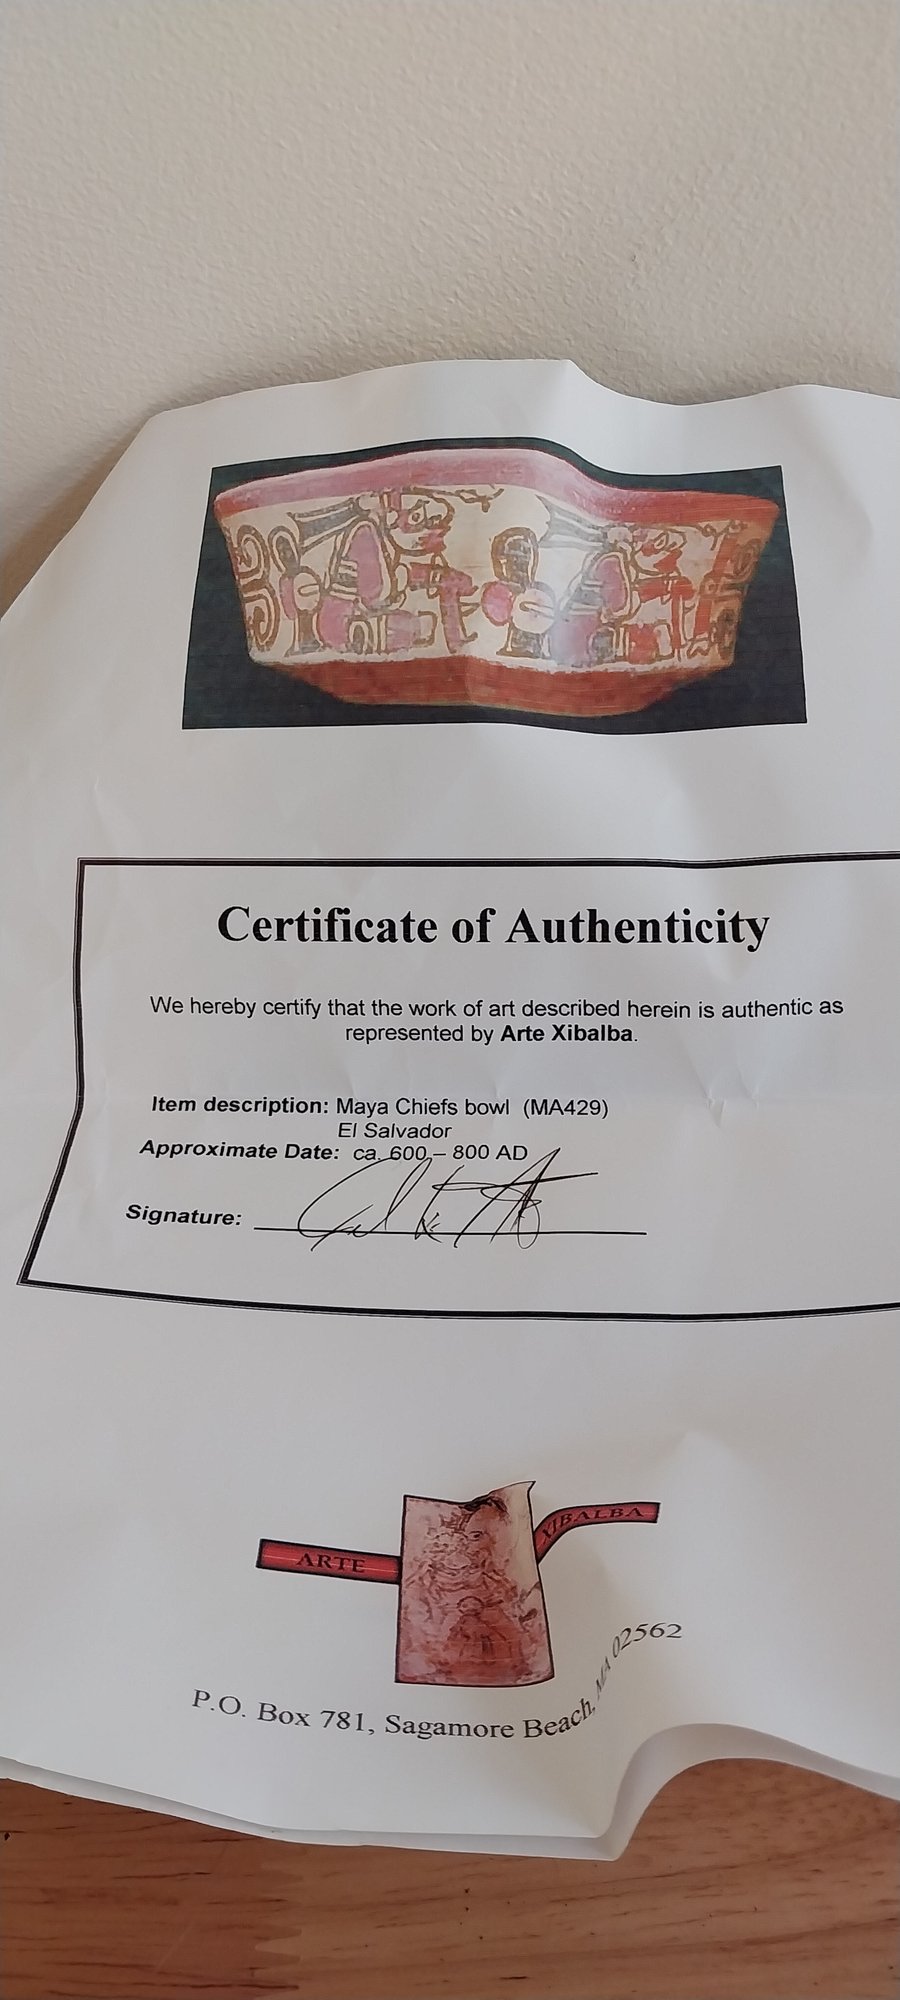 Certificate of Authenticity
We hereby certify that the work of art described herein is authentic as
represented by Arte Xibalba.
Item description: Maya Chiefs bowl (MA429)
El Salvador
Approximate Date: ca. 600 – 800 AD
Signature:
ARTE XIBALBA
P.O. Box 781, Sagamore Beach, MA 02562